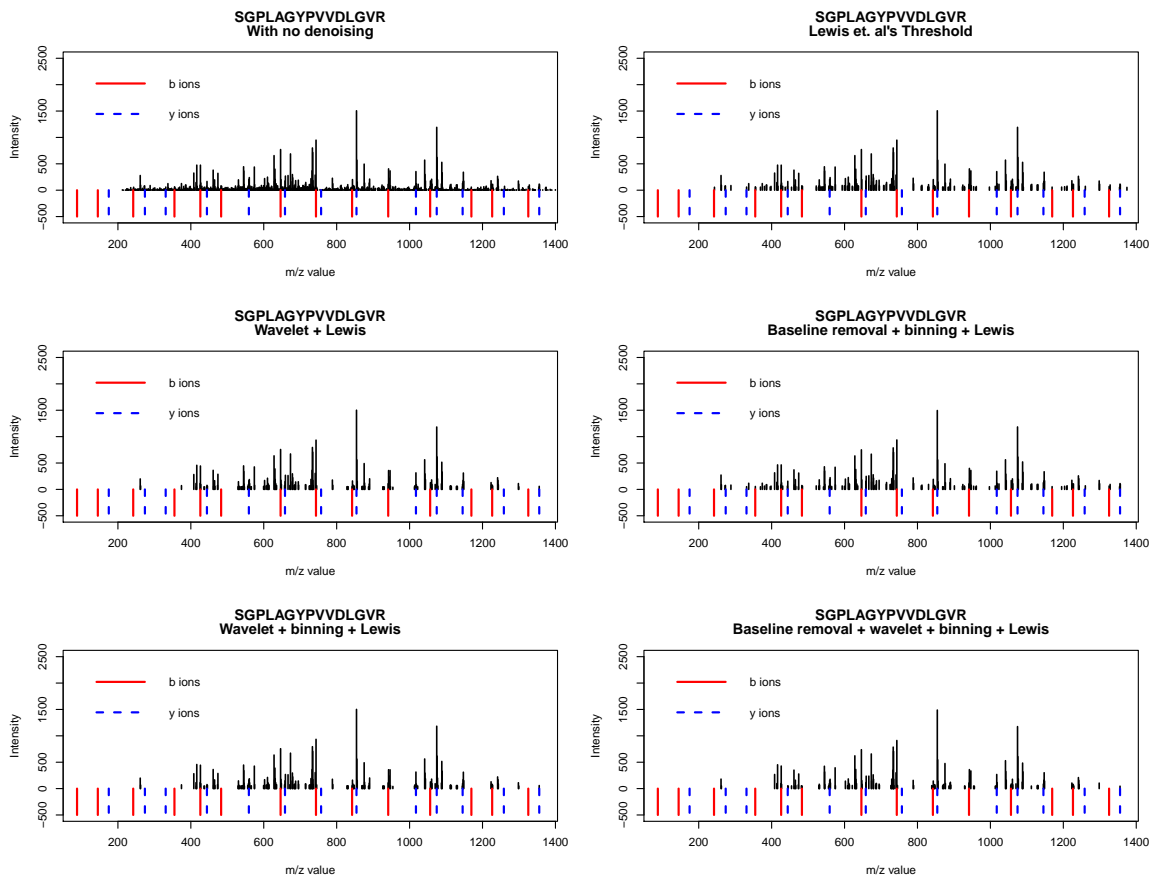 SGPLAGYPVVDLGVR
With no denoising
b ions
y ions
Intensity
−500 0 500 1500 2500
200 400 600 800 1000 1200 1400
m/z value
SGPLAGYPVVDLGVR
Lewis et. al's Threshold
b ions
y ions
Intensity
−500 0 500 1500 2500
200 400 600 800 1000 1200 1400
m/z value
SGPLAGYPVVDLGVR
Wavelet + Lewis
b ions
y ions
Intensity
−500 0 500 1500 2500
200 400 600 800 1000 1200 1400
m/z value
SGPLAGYPVVDLGVR
Baseline removal + binning + Lewis
b ions
y ions
Intensity
−500 0 500 1500 2500
200 400 600 800 1000 1200 1400
m/z value
SGPLAGYPVVDLGVR
Wavelet + binning + Lewis
b ions
y ions
Intensity
−500 0 500 1500 2500
200 400 600 800 1000 1200 1400
m/z value
SGPLAGYPVVDLGVR
Baseline removal + wavelet + binning + Lewis
b ions
y ions
Intensity
−500 0 500 1500 2500
200 400 600 800 1000 1200 1400
m/z value